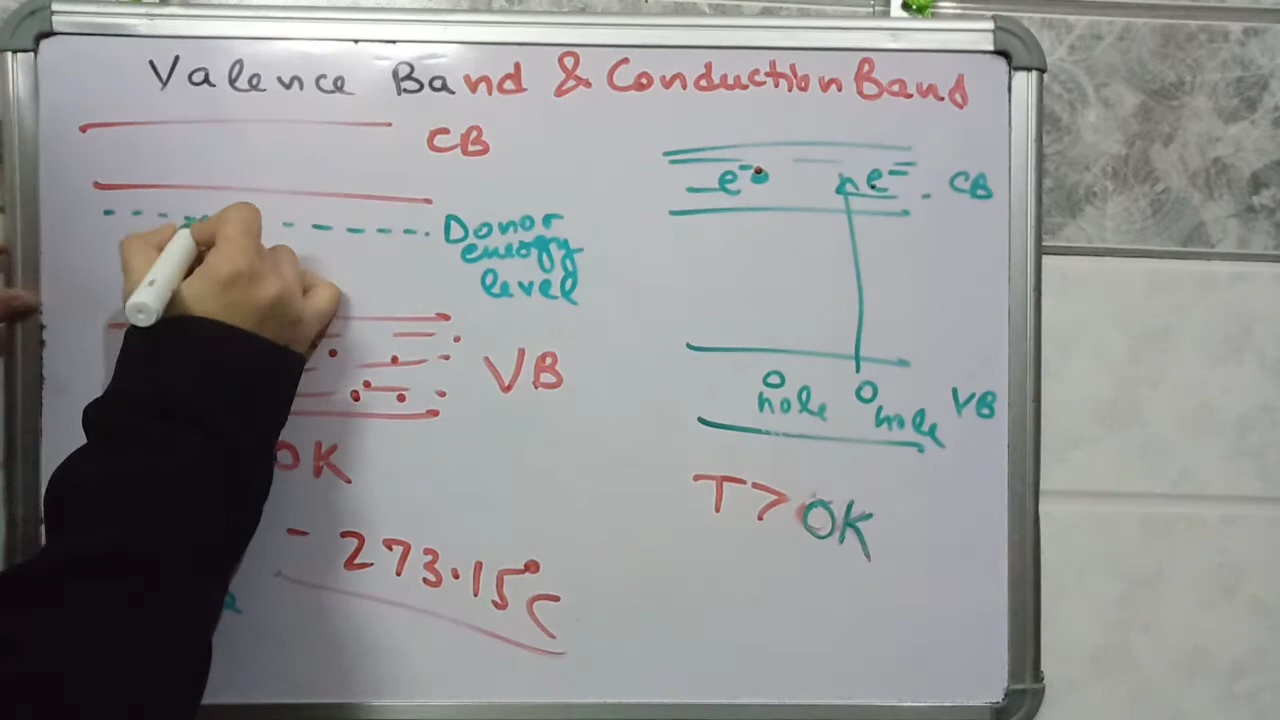 Valence Band & Conduction Band
CB
Donor
energy
level
VB
0K
- 273.15°C
e⁻
e⁻
CB
hole
hole
VB
T > 0K